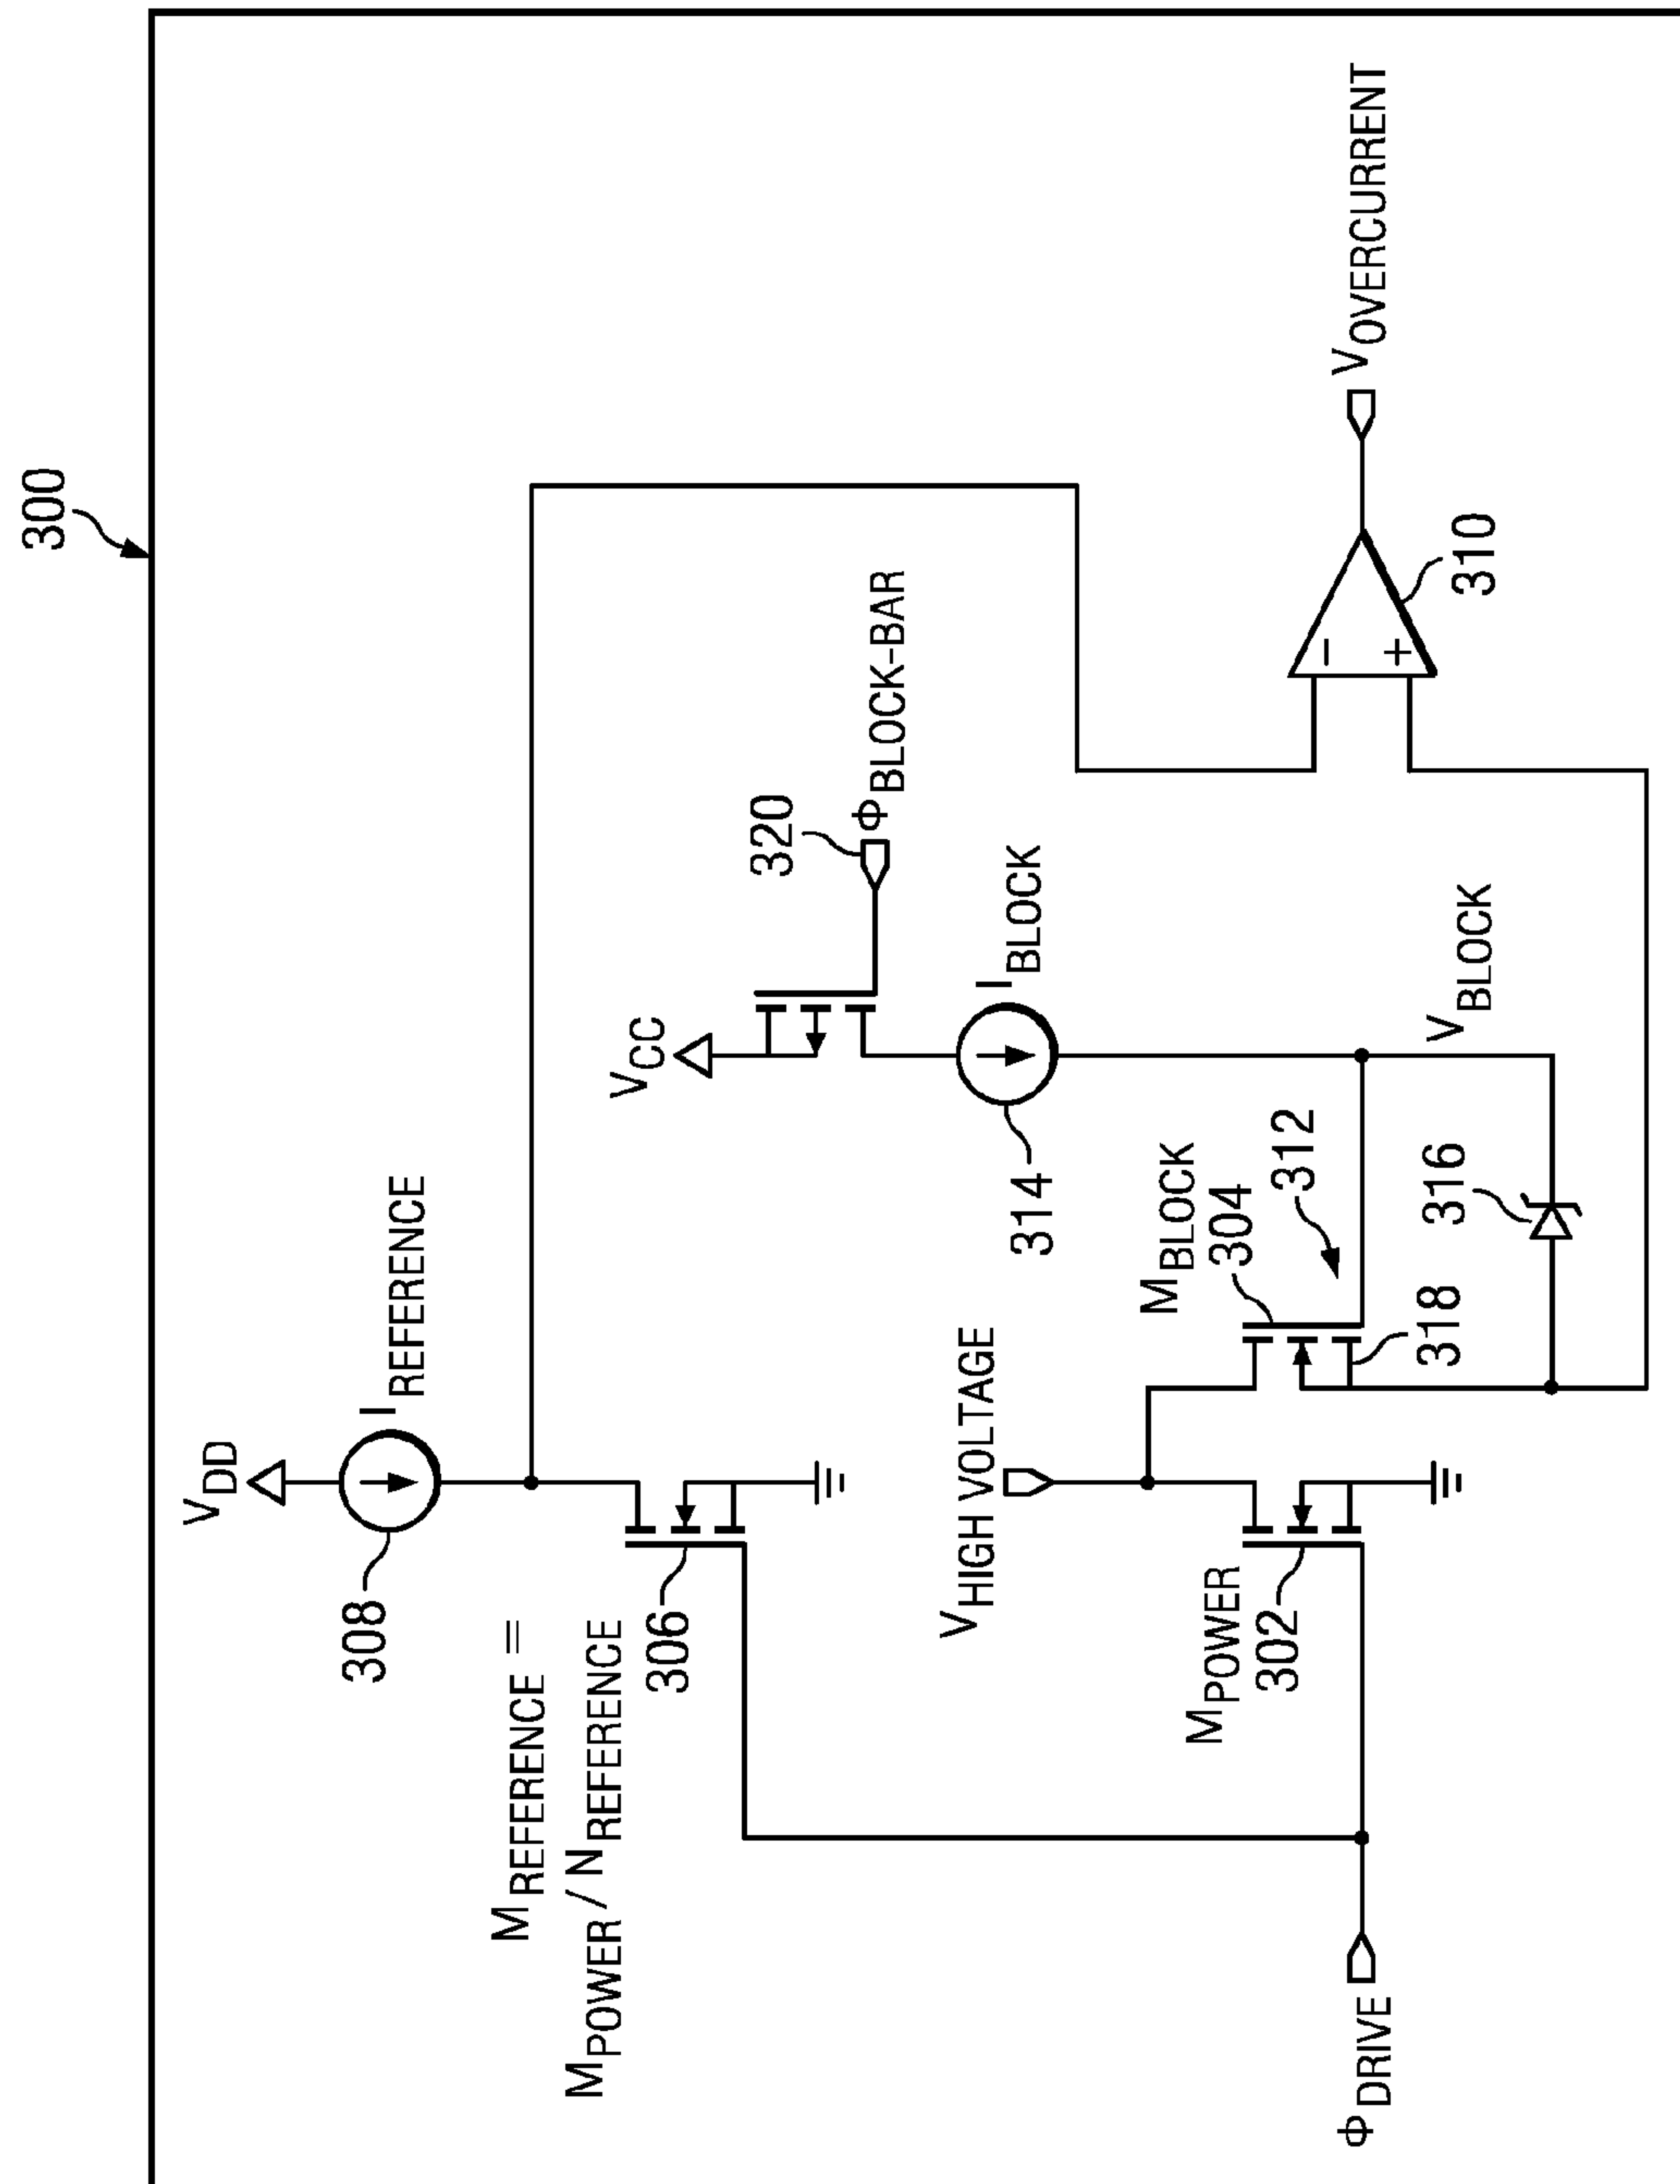 300
V_DD
308
I_REFERENCE
M_REFERENCE =
M_POWER / N_REFERENCE
306
V_CC
320
Φ_BLOCK-BAR
314
I_BLOCK
V_HIGH VOLTAGE
M_BLOCK
304
312
V_BLOCK
M_POWER
302
318
316
−
+
310
V_OVERCURRENT
Φ_DRIVE